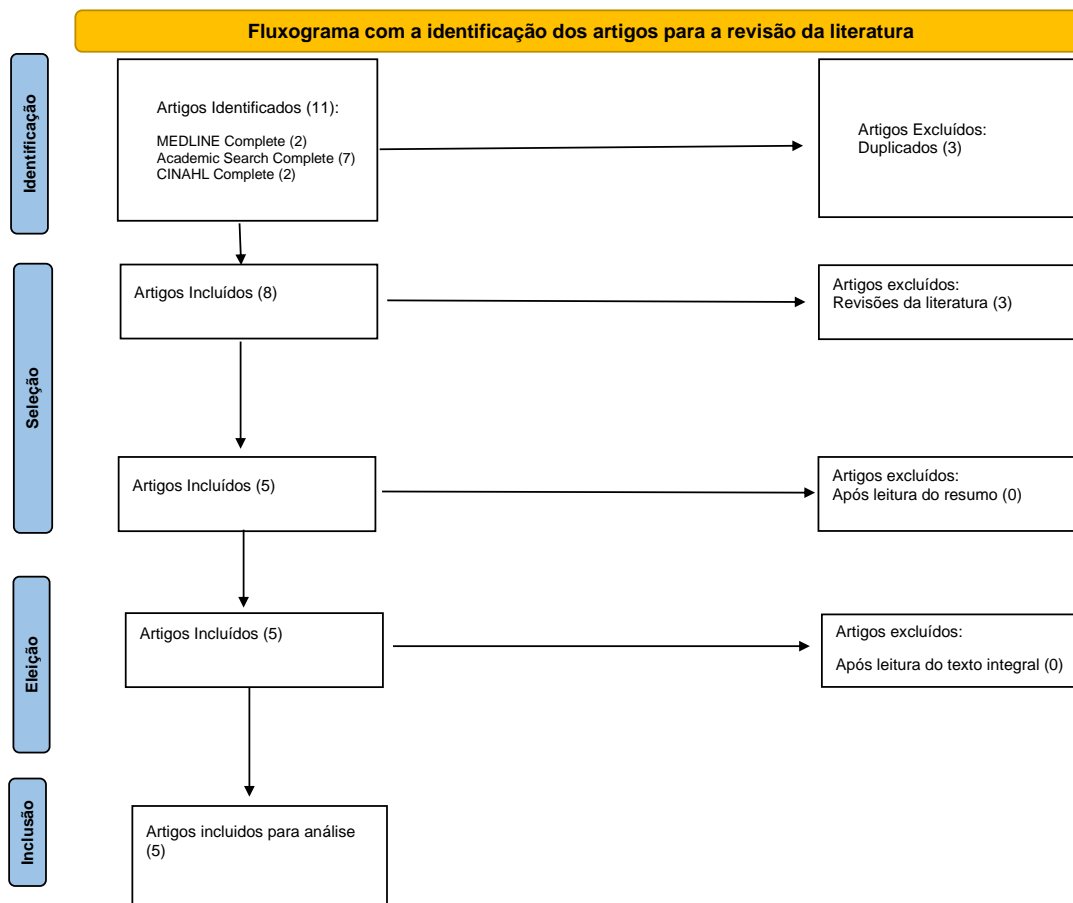 Fluxograma com a identificação dos artigos para a revisão da literatura
Identificação
Artigos Identificados (11):
MEDLINE Complete (2)
Academic Search Complete (7)
CINAHL Complete (2)
Artigos Excluídos:
Duplicados (3)
Seleção
Artigos Incluídos (8)
Artigos excluídos:
Revisões da literatura (3)
Artigos Incluídos (5)
Artigos excluídos:
Após leitura do resumo (0)
Eleição
Artigos Incluídos (5)
Artigos excluídos:
Após leitura do texto integral (0)
Inclusão
Artigos incluidos para análise
(5)